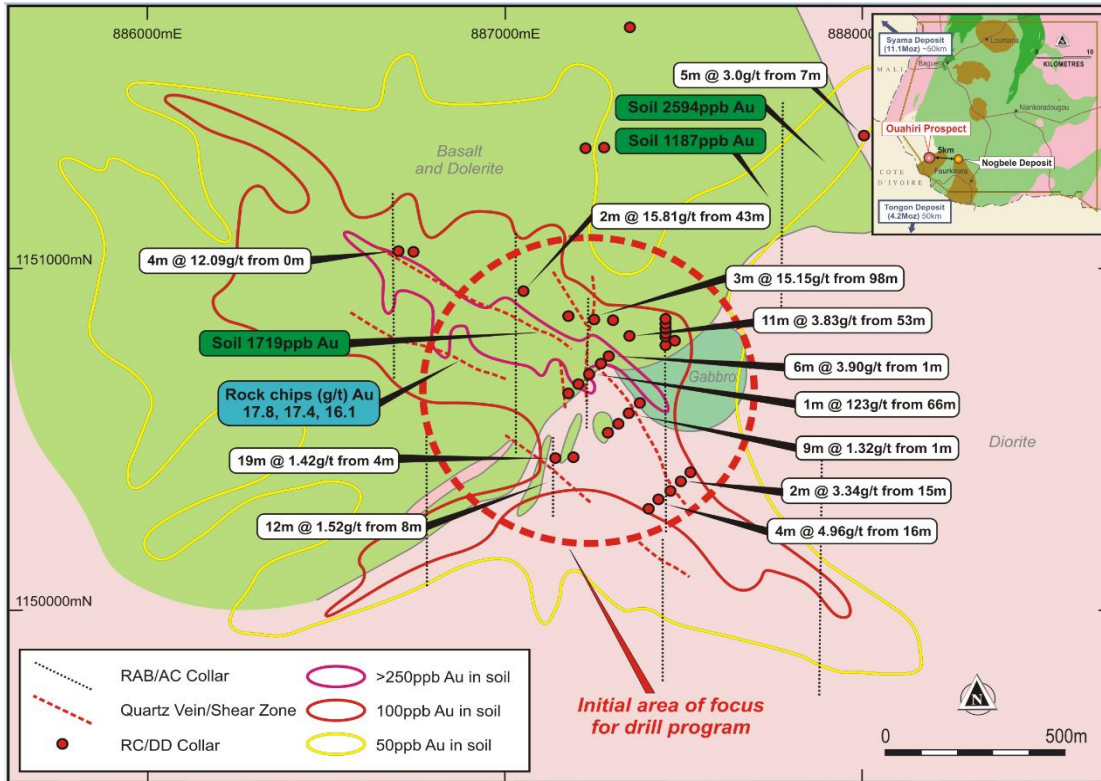 886000mE
887000mE
888000mE
Syama Deposit
(11.1Moz) ~50km
Loumana
Baguera
KILOMETRES
MALI
Niankoradougou
Ouahiri Prospect
5km
Nogbele Deposit
Fourkoura
COTE
D'IVOIRE
Tongon Deposit
(4.2Moz) 50km
5m @ 3.0g/t from 7m
Soil 2594ppb Au
Soil 1187ppb Au
Basalt
and Dolerite
2m @ 15.81g/t from 43m
4m @ 12.09g/t from 0m
1151000mN
3m @ 15.15g/t from 98m
11m @ 3.83g/t from 53m
Soil 1719ppb Au
6m @ 3.90g/t from 1m
Gabbro
Rock chips (g/t) Au
17.8, 17.4, 16.1
1m @ 123g/t from 66m
9m @ 1.32g/t from 1m
Diorite
19m @ 1.42g/t from 4m
2m @ 3.34g/t from 15m
12m @ 1.52g/t from 8m
4m @ 4.96g/t from 16m
1150000mN
RAB/AC Collar
>250ppb Au in soil
Quartz Vein/Shear Zone
100ppb Au in soil
RC/DD Collar
50ppb Au in soil
Initial area of focus
for drill program
N
0 500m